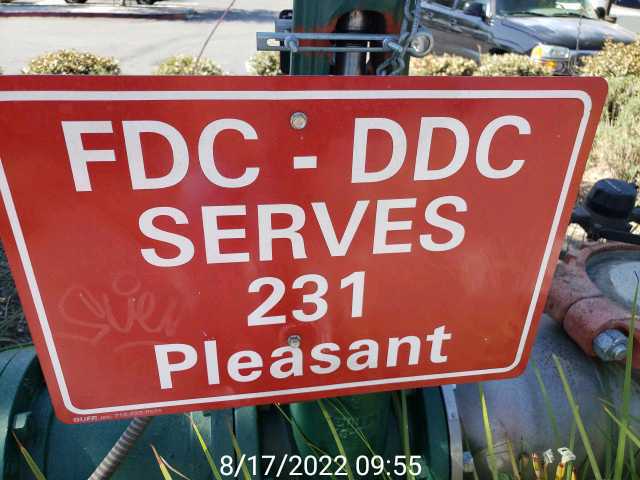 FDC - DDC
SERVES
231
Pleasant
8/17/2022 09:55